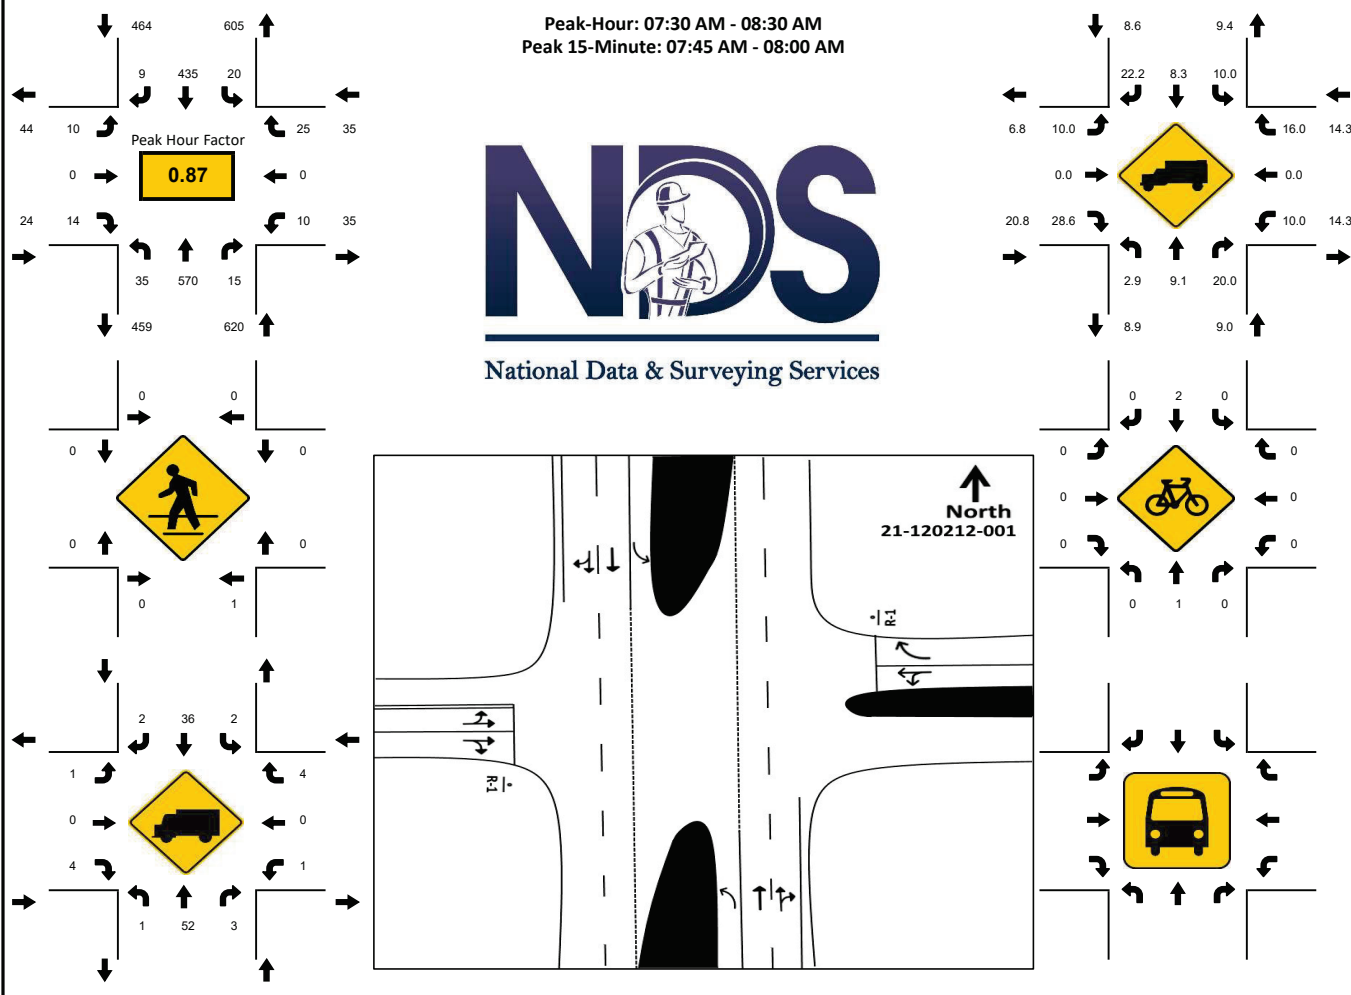 Peak-Hour: 07:30 AM - 08:30 AM
Peak 15-Minute: 07:45 AM - 08:00 AM
464 605
9 435 20
44 10 25 35
Peak Hour Factor
0 0.87 0
24 14 10 35
35 570 15
459 620
8.6 9.4
22.2 8.3 10.0
6.8 10.0 16.0 14.3
0.0 0.0
20.8 28.6 10.0 14.3
2.9 9.1 20.0
8.9 9.0
NDS
National Data & Surveying Services
0 0
0 0
0 0
0 1
0 2 0
0 0
0 0
0 0
0 1 0
North
21-120212-001
R-1
R-1
2 36 2
1 4
0 0
4 1
1 52 3